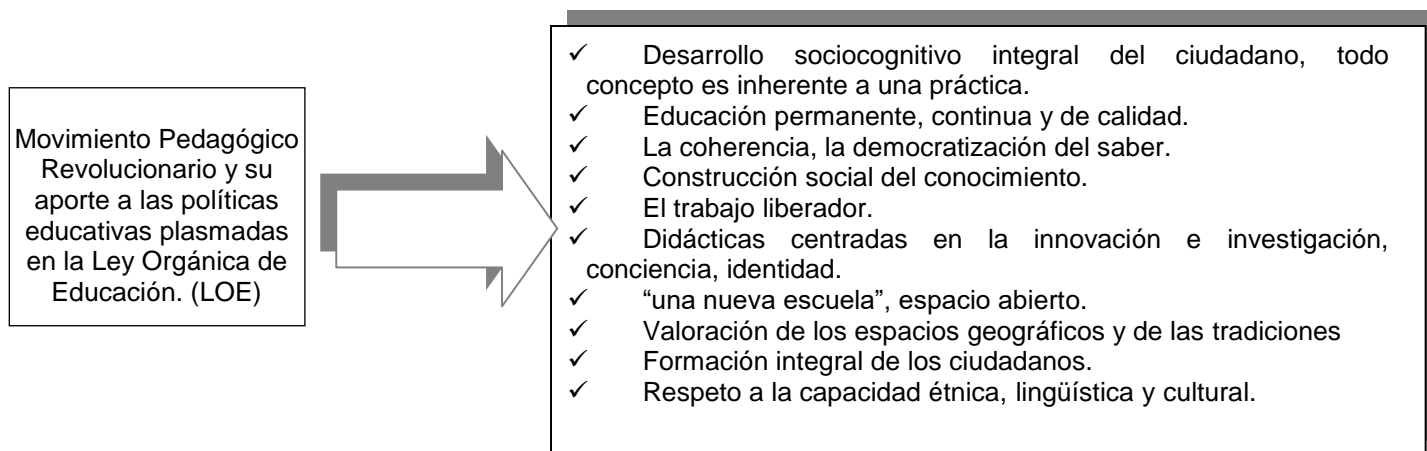 Movimiento Pedagógico
Revolucionario y su
aporte a las políticas
educativas plasmadas
en la Ley Orgánica de
Educación. (LOE)
✓ Desarrollo sociocognitivo integral del ciudadano, todo
concepto es inherente a una práctica.
✓ Educación permanente, continua y de calidad.
✓ La coherencia, la democratización del saber.
✓ Construcción social del conocimiento.
✓ El trabajo liberador.
✓ Didácticas centradas en la innovación e investigación,
conciencia, identidad.
✓ “una nueva escuela”, espacio abierto.
✓ Valoración de los espacios geográficos y de las tradiciones
✓ Formación integral de los ciudadanos.
✓ Respeto a la capacidad étnica, lingüística y cultural.